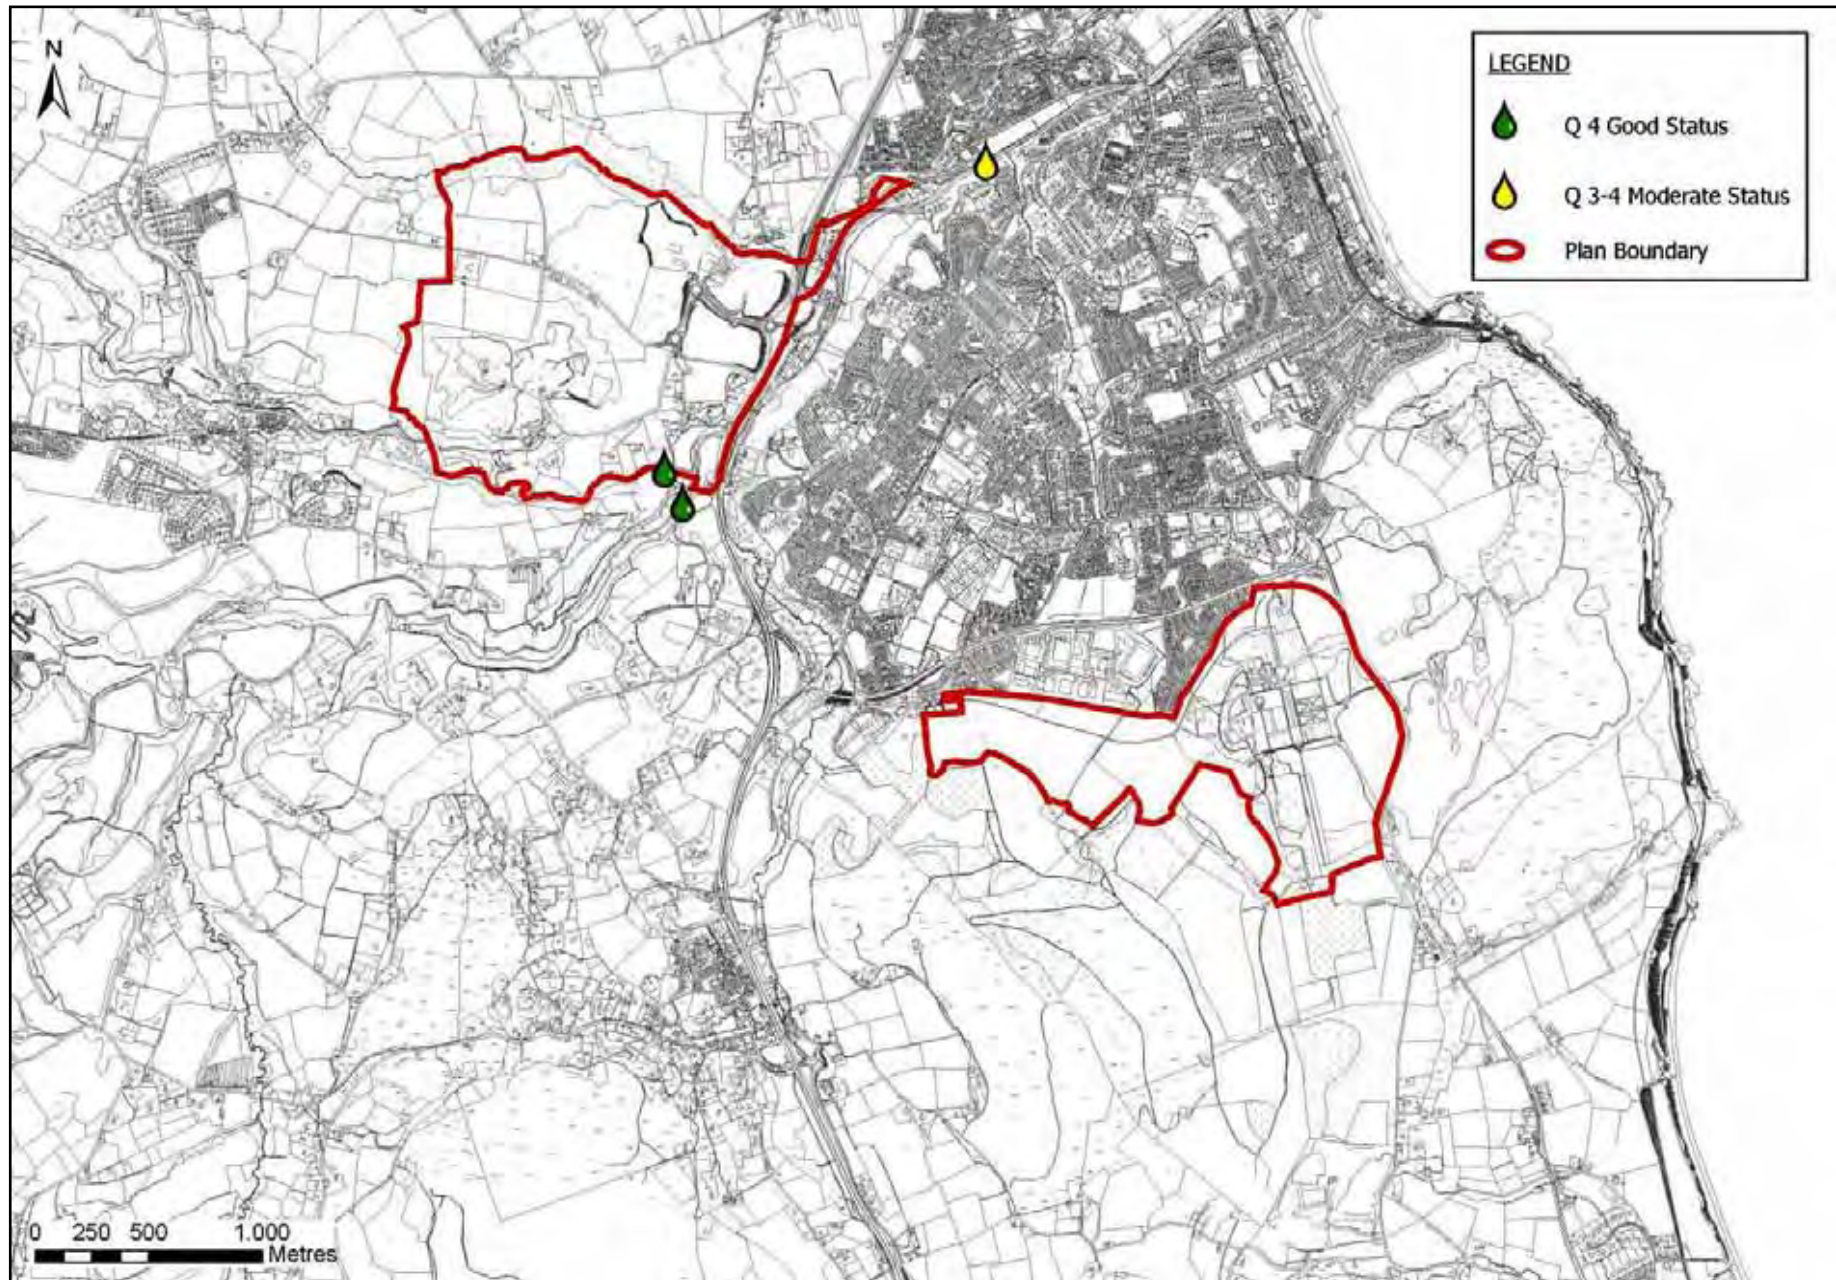 N
LEGEND
Q 4 Good Status
Q 3-4 Moderate Status
Plan Boundary
0 250 500 1.000
Metres